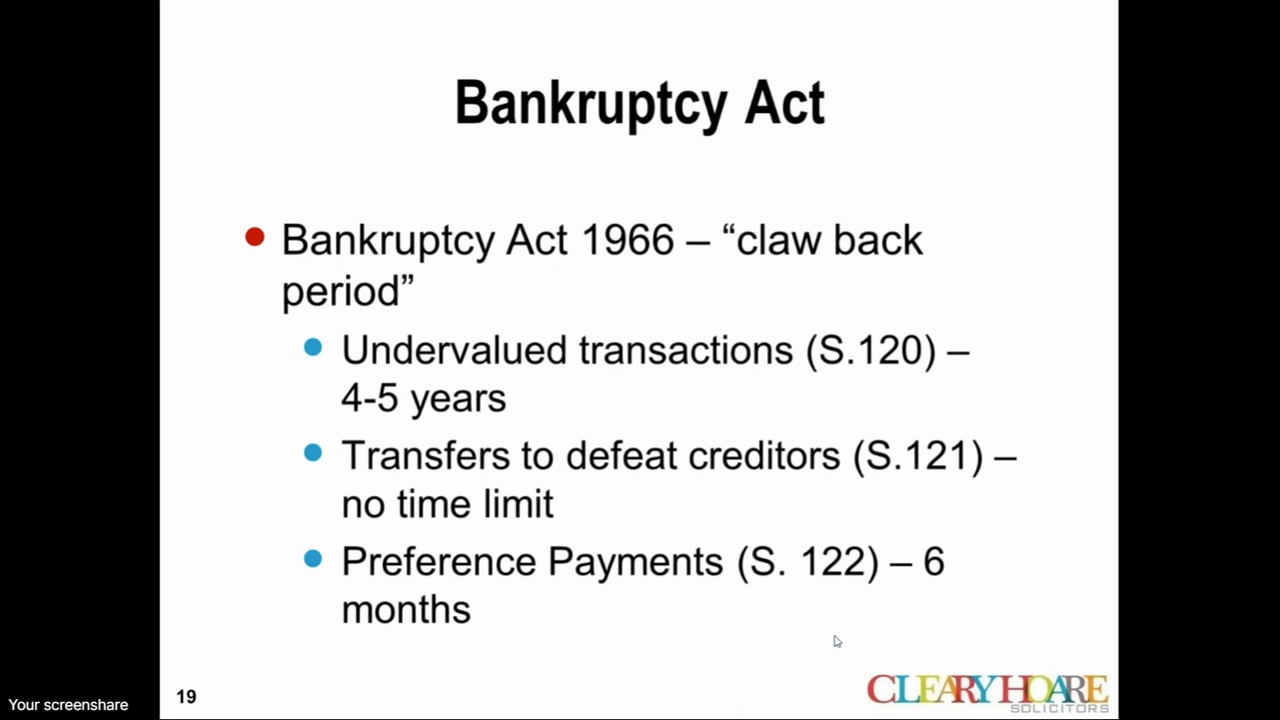 Bankruptcy Act
Bankruptcy Act 1966 – “claw back
period”
Undervalued transactions (S.120) –
4-5 years
Transfers to defeat creditors (S.121) –
no time limit
Preference Payments (S. 122) – 6
months
Your screenshare
19
CLEARY HOARE
SOLICITORS